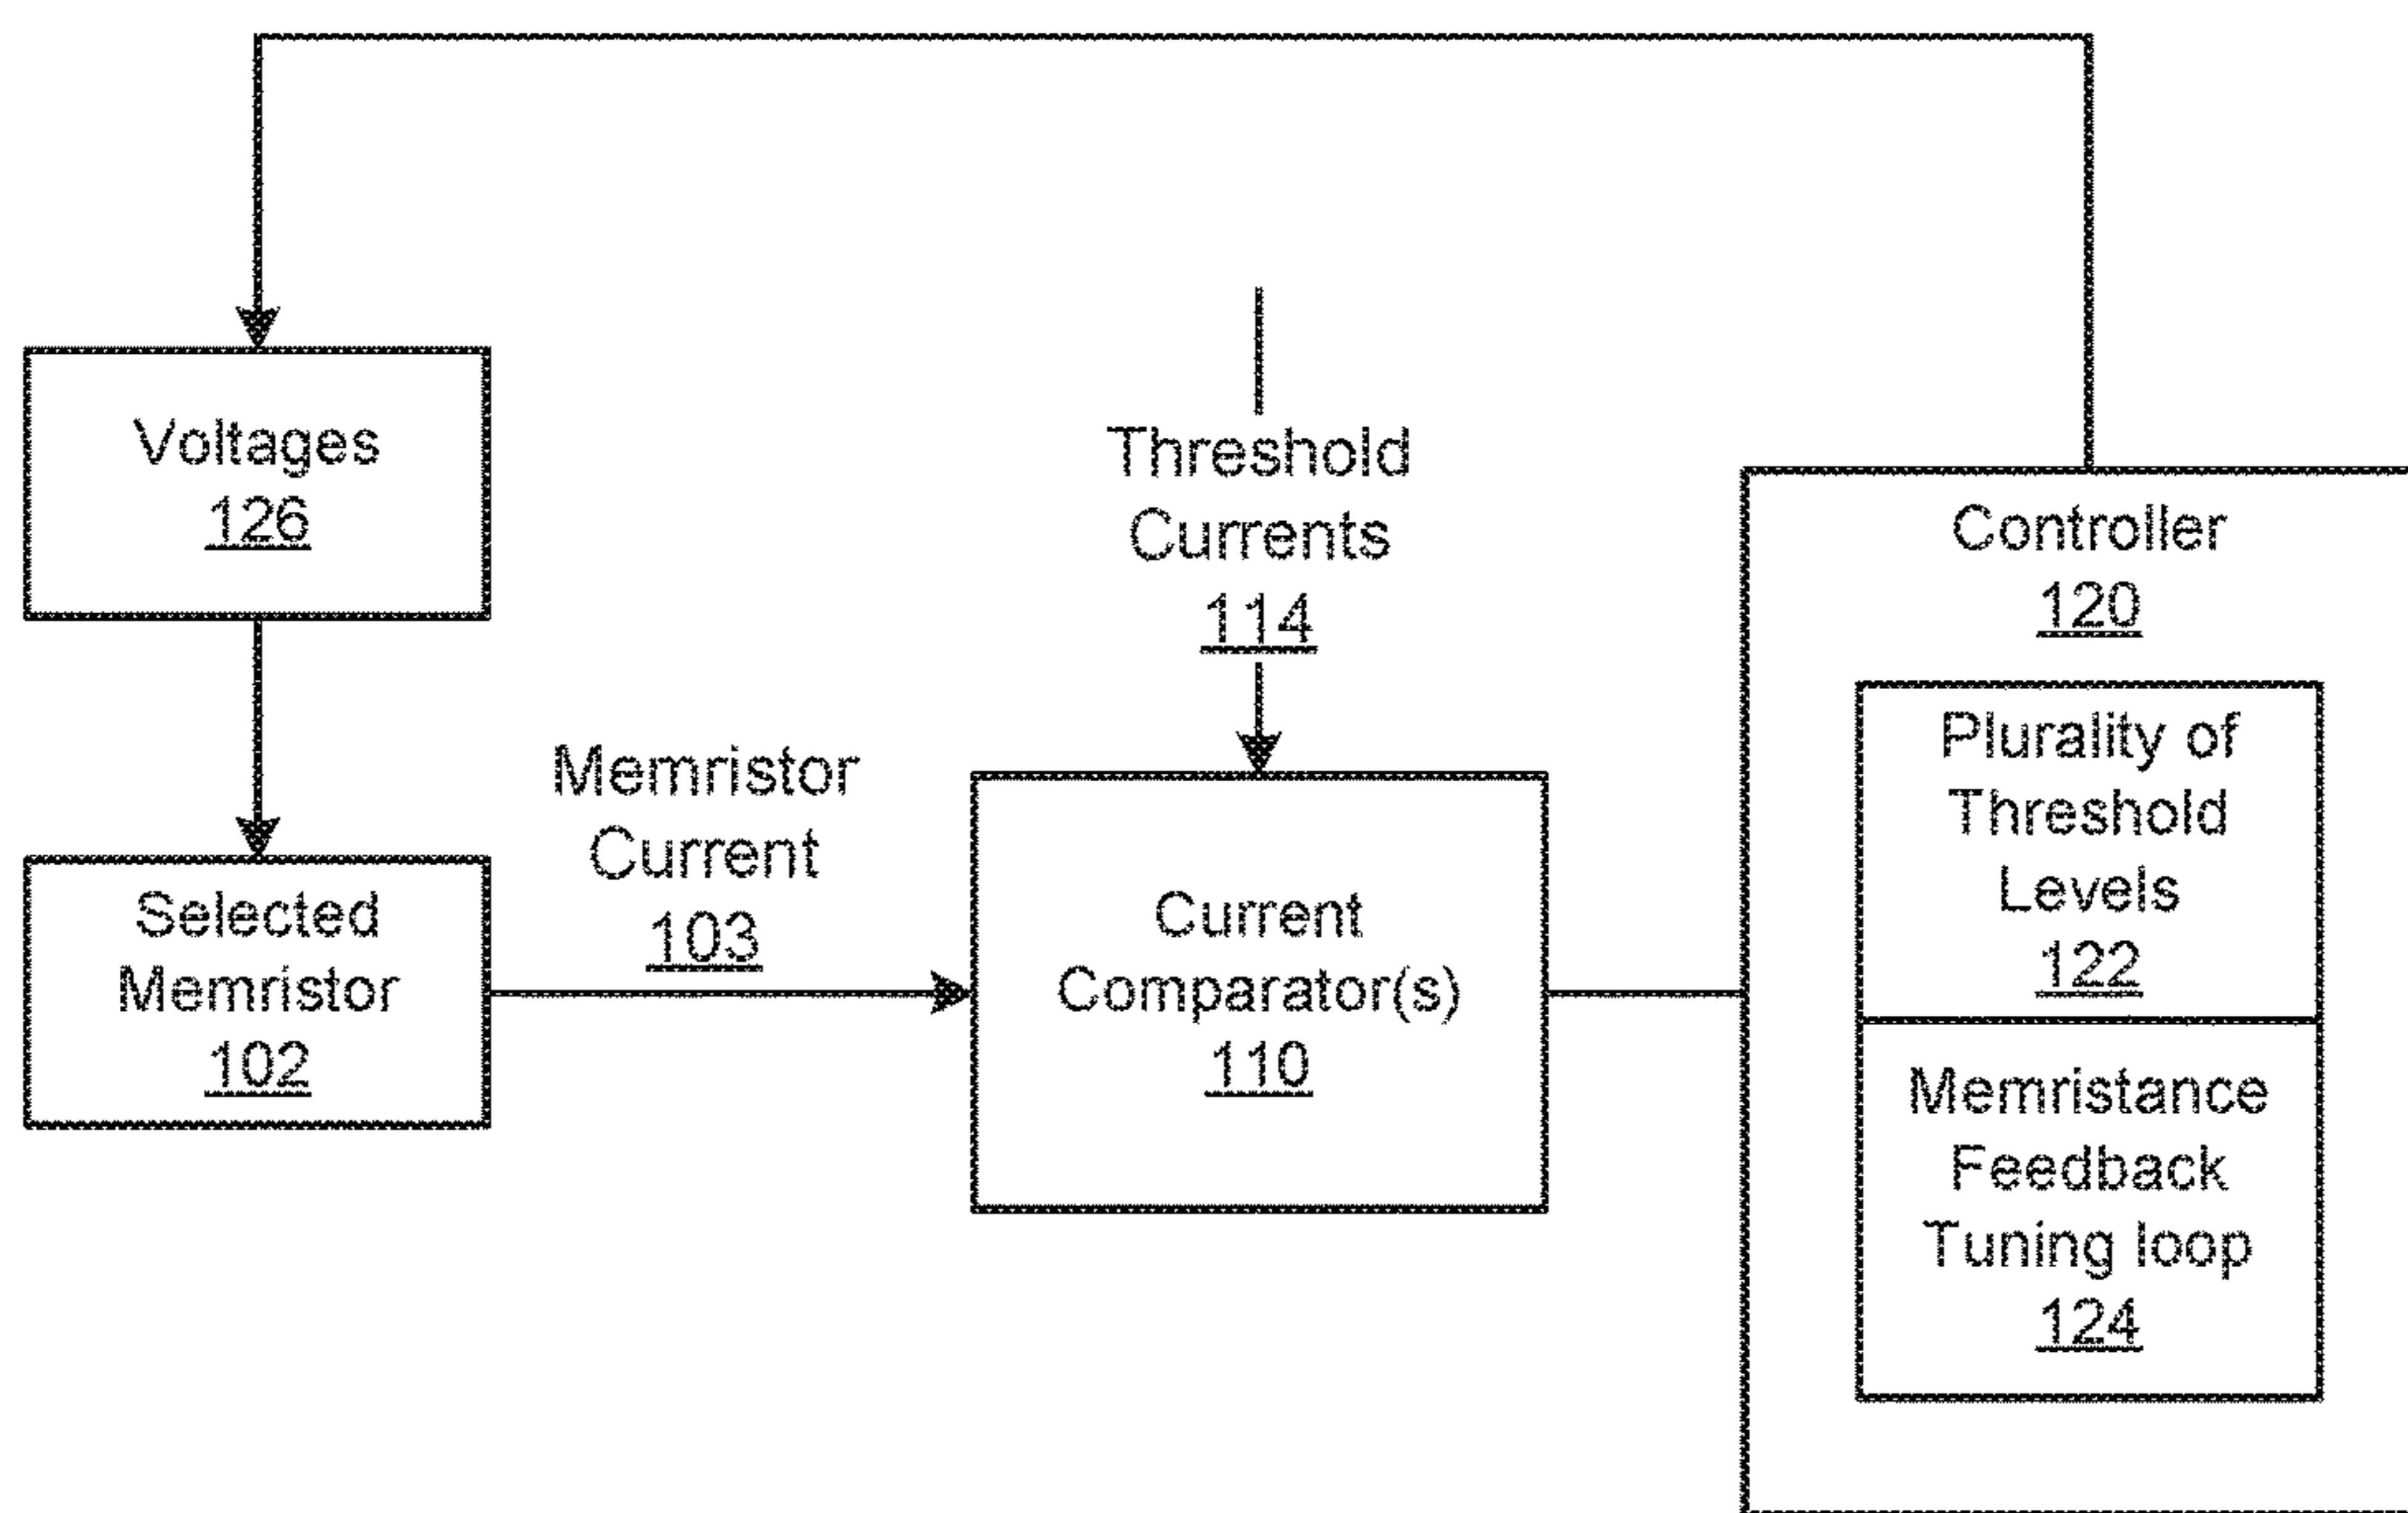 Voltages
126
Threshold
Currents
114
Controller
120
Plurality of
Threshold
Levels
122
Memristance
Feedback
Tuning loop
124
Memristor
Current
103
Selected
Memristor
102
Current
Comparator(s)
110